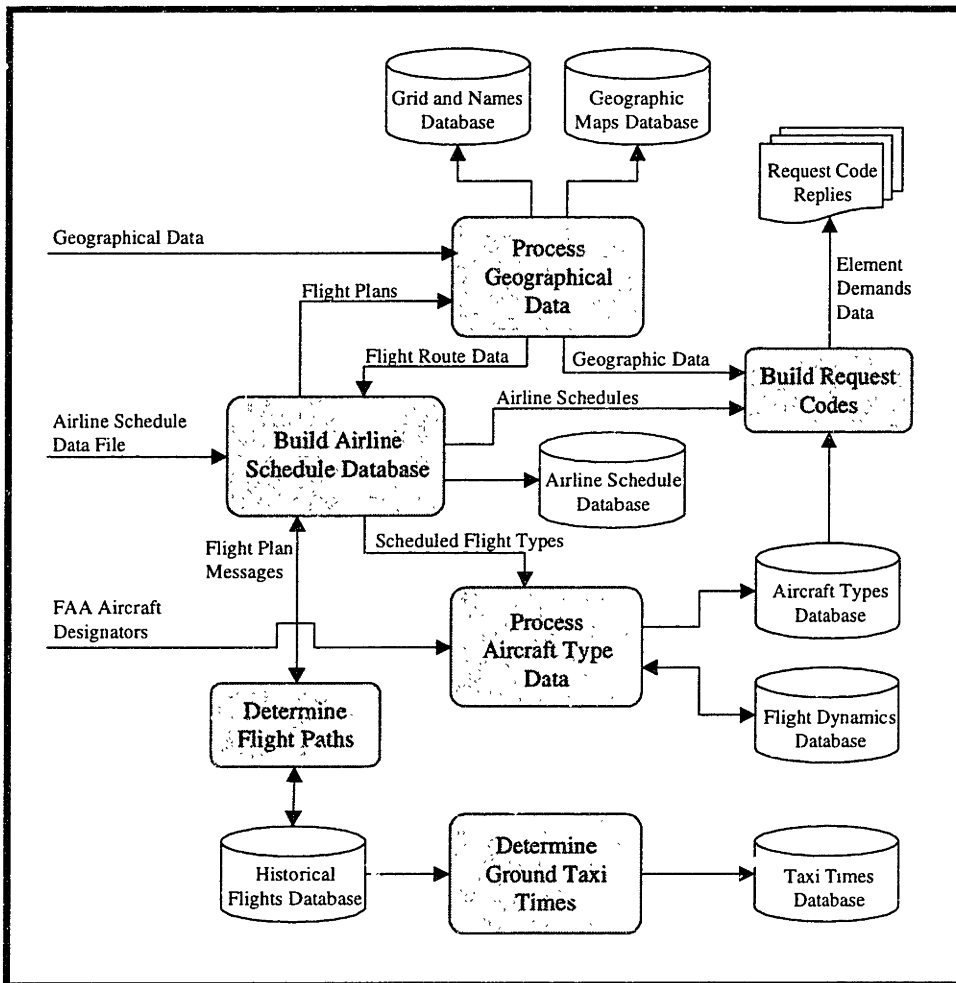 Grid and Names
Database
Geographic
Maps Database
Request Code
Replies
Geographical Data
Process
Geographical
Data
Flight Plans
Element
Demands
Data
Flight Route Data
Geographic Data
Build Request
Codes
Airline Schedule
Data File
Build Airline
Schedule Database
Airline Schedules
Airline Schedule
Database
Flight Plan
Messages
Scheduled Flight Types
FAA Aircraft
Designators
Process
Aircraft Type
Data
Aircraft Types
Database
Determine
Flight Paths
Flight Dynamics
Database
Historical
Flights Database
Determine
Ground Taxi
Times
Taxi Times
Database